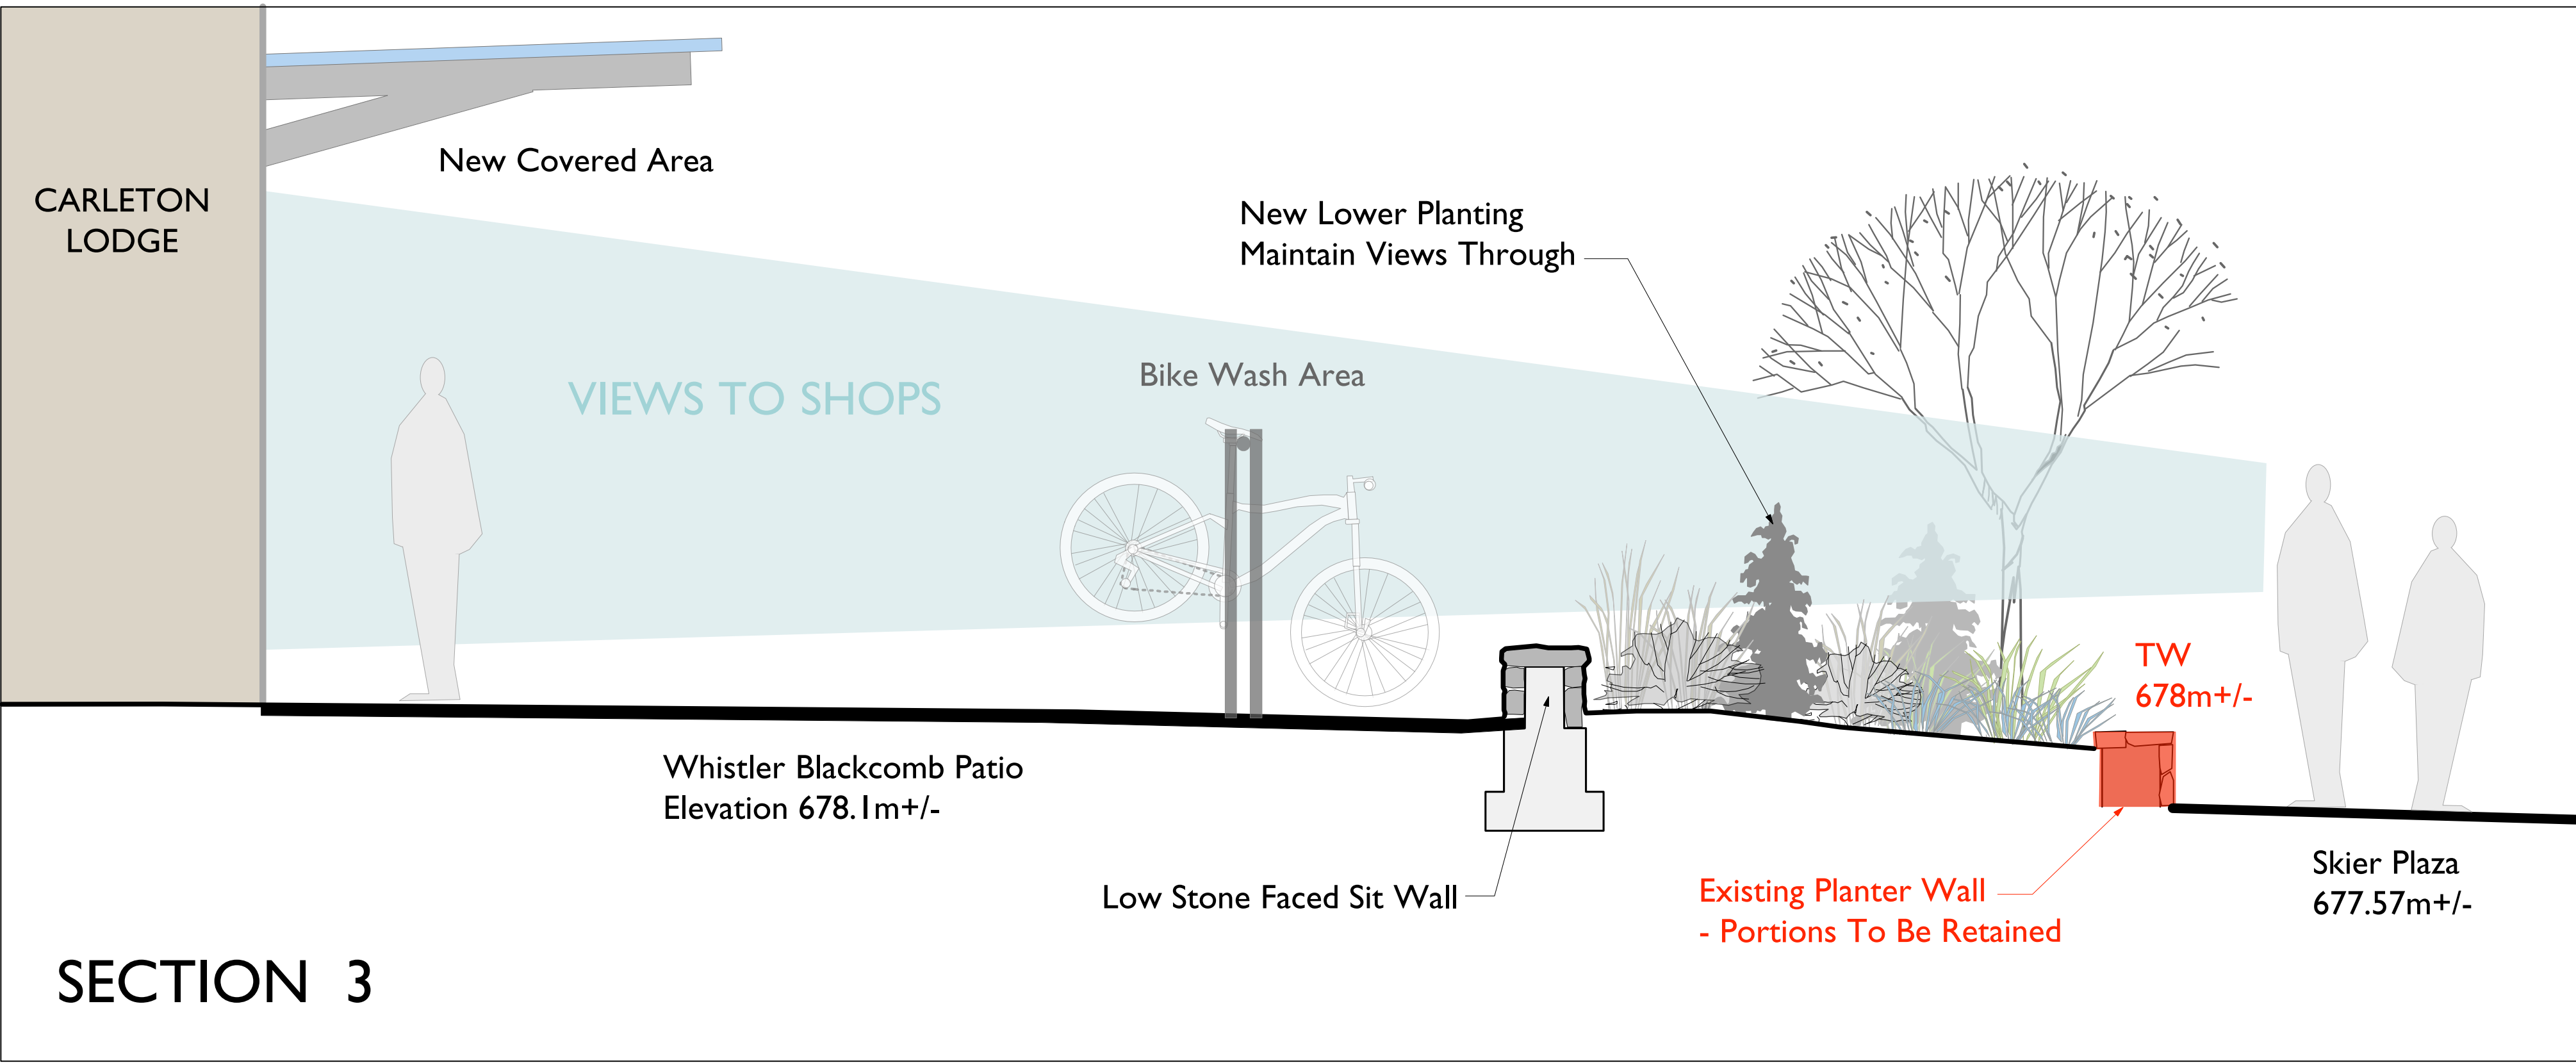 New Covered Area
CARLETON
LODGE
New Lower Planting
Maintain Views Through
VIEWS TO SHOPS
Bike Wash Area
TW
678m+/-
Whistler Blackcomb Patio
Elevation 678.1m+/-
Low Stone Faced Sit Wall
Existing Planter Wall
- Portions To Be Retained
Skier Plaza
677.57m+/-
SECTION 3